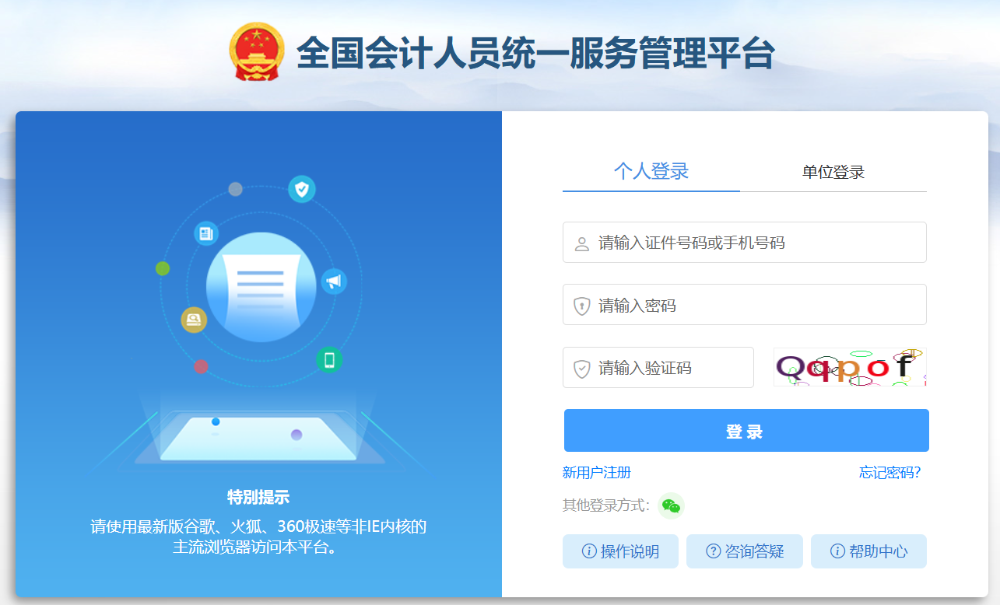 全国会计人员统一服务管理平台
个人登录
单位登录
请输入证件号码或手机号码
请输入密码
请输入验证码
Qqpof
登 录
新用户注册
忘记密码?
其他登录方式：
操作说明
咨询答疑
帮助中心
特別提示
请使用最新版谷歌、火狐、360极速等非IE内核的
主流浏览器访问本平台。